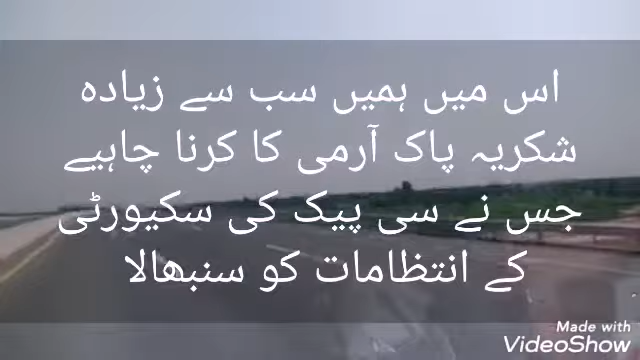 اس میں ہمیں سب سے زیادہ
شکریہ پاک آرمی کا کرنا چاہیے
جس نے سی پیک کی سکیورٹی
کے انتظامات کو سنبھالا
Made with
VideoShow